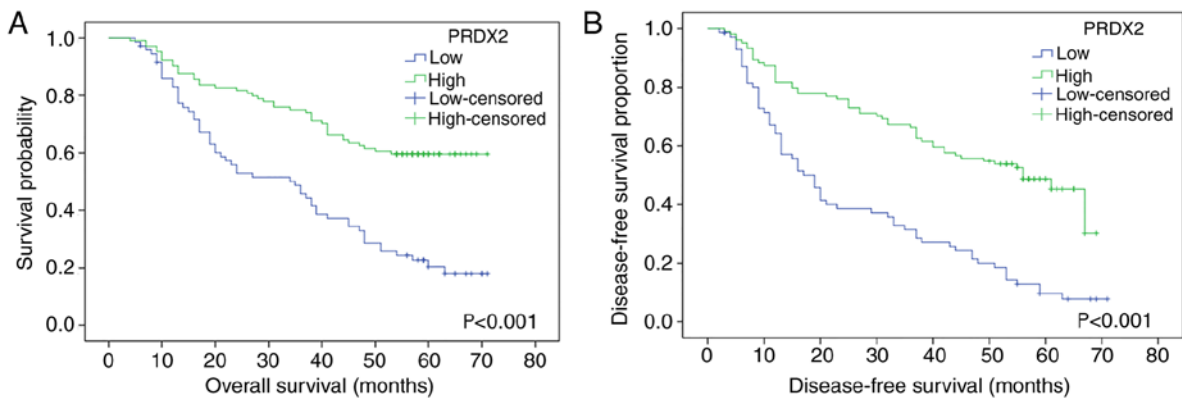 A
PRDX2
Low
High
Low-censored
High-censored
1.0
0.8
0.6
0.4
0.2
0.0
Survival probability
P<0.001
0 10 20 30 40 50 60 70 80
Overall survival (months)
B
PRDX2
Low
High
Low-censored
High-censored
1.0
0.8
0.6
0.4
0.2
0.0
Disease-free survival proportion
P<0.001
0 10 20 30 40 50 60 70 80
Disease-free survival (months)